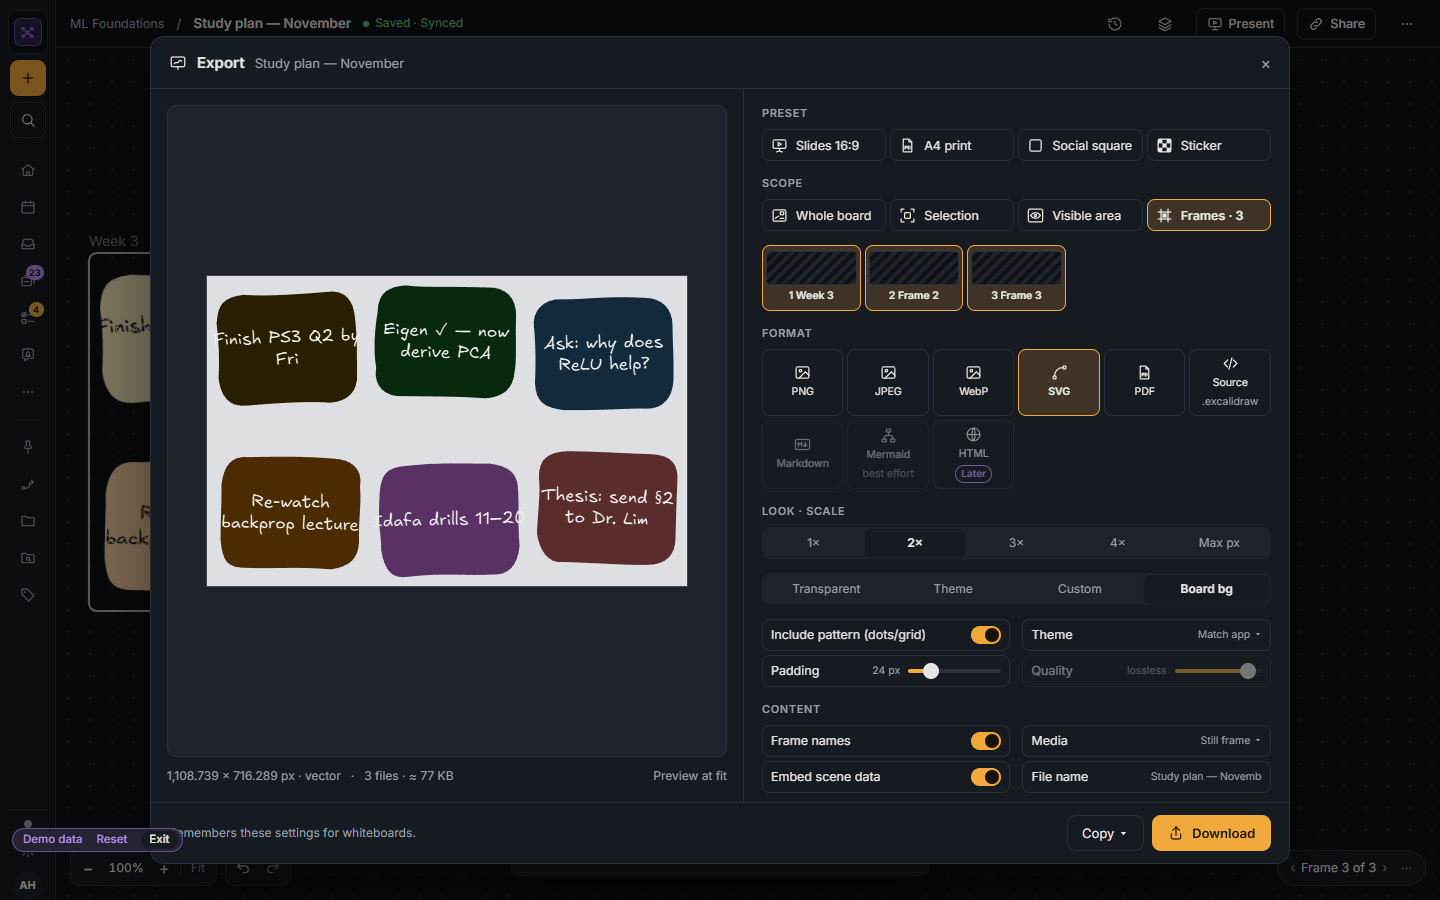 ML Foundations / Study plan — November Saved · Synced
Present
Share
Export Study plan — November
23
4
Week 3
Finish PS3 Q2 by
Fri
Eigen ✓ — now
derive PCA
Ask: why does
ReLU help?
Re-watch
backprop lecture
Idafa drills 11–20
Thesis: send §2
to Dr. Lim
1,108.739 × 716.289 px · vector · 3 files · ≈ 77 KB
Preview at fit
PRESET
Slides 16:9
A4 print
Social square
Sticker
SCOPE
Whole board
Selection
Visible area
Frames · 3
1 Week 3
2 Frame 2
3 Frame 3
FORMAT
PNG
JPEG
WebP
SVG
PDF
Source
.excalidraw
Markdown
Mermaid
best effort
HTML
Later
LOOK · SCALE
1×
2×
3×
4×
Max px
Transparent
Theme
Custom
Board bg
Include pattern (dots/grid)
Theme
Match app
Padding
24 px
Quality
lossless
CONTENT
Frame names
Media
Still frame
Embed scene data
File name
Study plan — Novemb
emembers these settings for whiteboards.
Copy
Download
Demo data
Reset
Exit
100%
Fit
Frame 3 of 3
AH